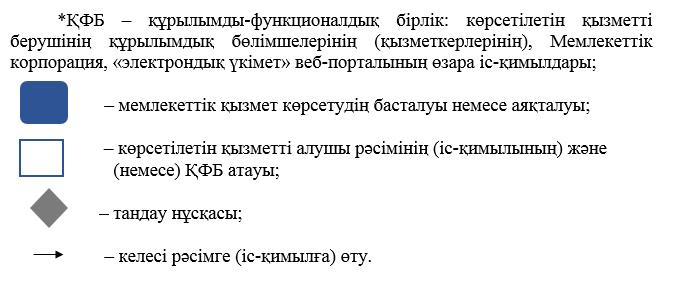 *ҚФБ – құрылымды-функционалдық бірлік: көрсетілетін қызметті
берушінің құрылымдық бөлімшелерінің (қызметкерлерінің), Мемлекеттік
корпорация, «электрондық үкімет» веб-порталының өзара іс-қимылдары;
– мемлекеттік қызмет көрсетудің басталуы немесе аяқталуы;
– көрсетілетін қызметті алушы рәсімінің (іс-қимылының) және
(немесе) ҚФБ атауы;
– таңдау нұсқасы;
– келесі рәсімге (іс-қимылға) өту.